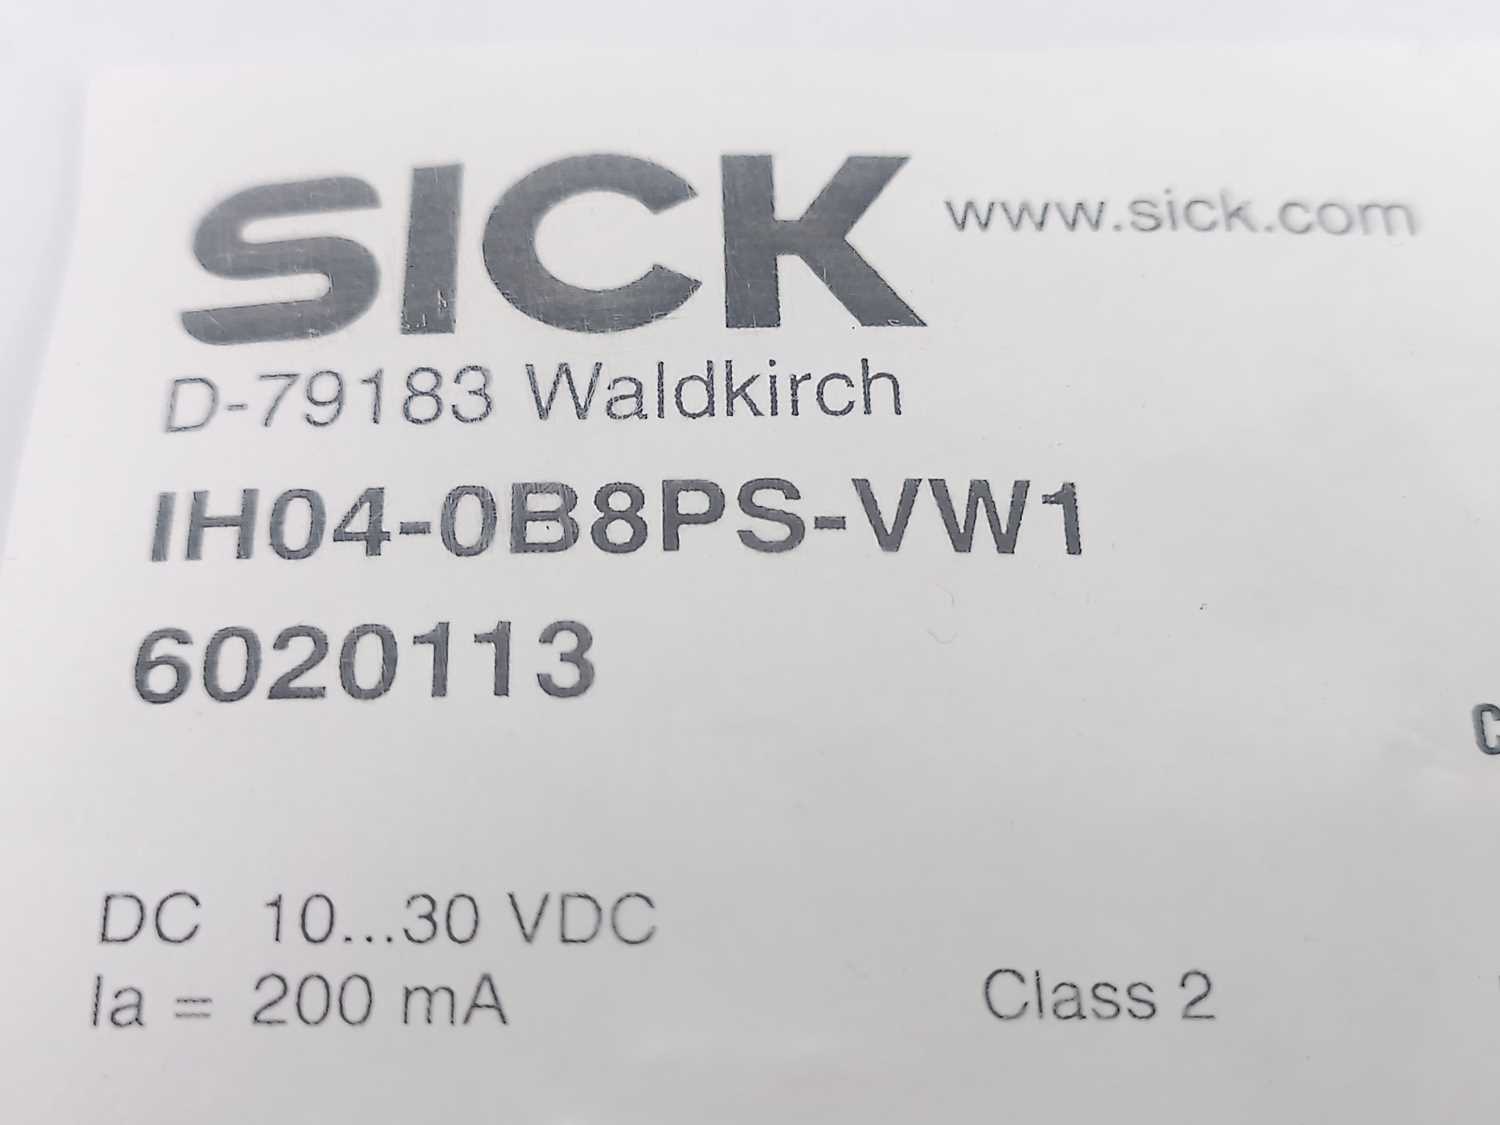 SICK www.sick.com
D-79183 Waldkirch
IH04-0B8PS-VW1
6020113
DC 10...30 VDC
Ia = 200 mA Class 2